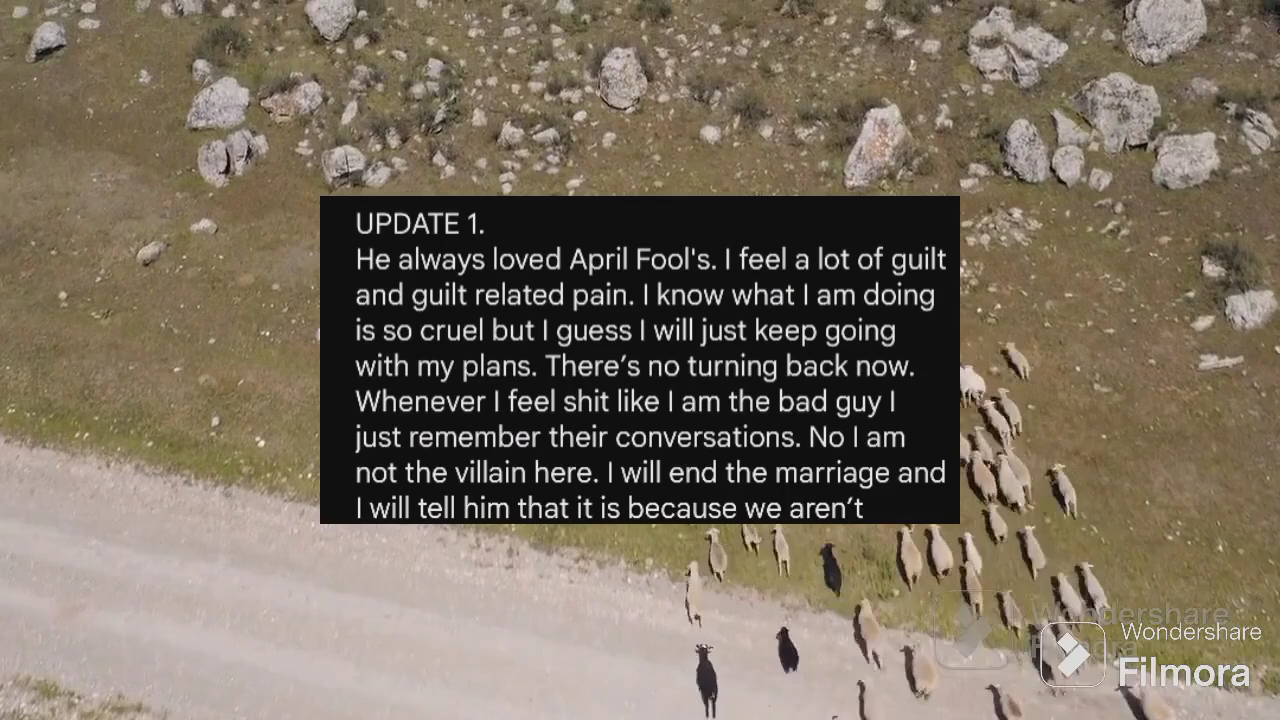 UPDATE 1.
He always loved April Fool's. I feel a lot of guilt
and guilt related pain. I know what I am doing
is so cruel but I guess I will just keep going
with my plans. There’s no turning back now.
Whenever I feel shit like I am the bad guy I
just remember their conversations. No I am
not the villain here. I will end the marriage and
I will tell him that it is because we aren’t
Wondershare
Wondershare
Filmora